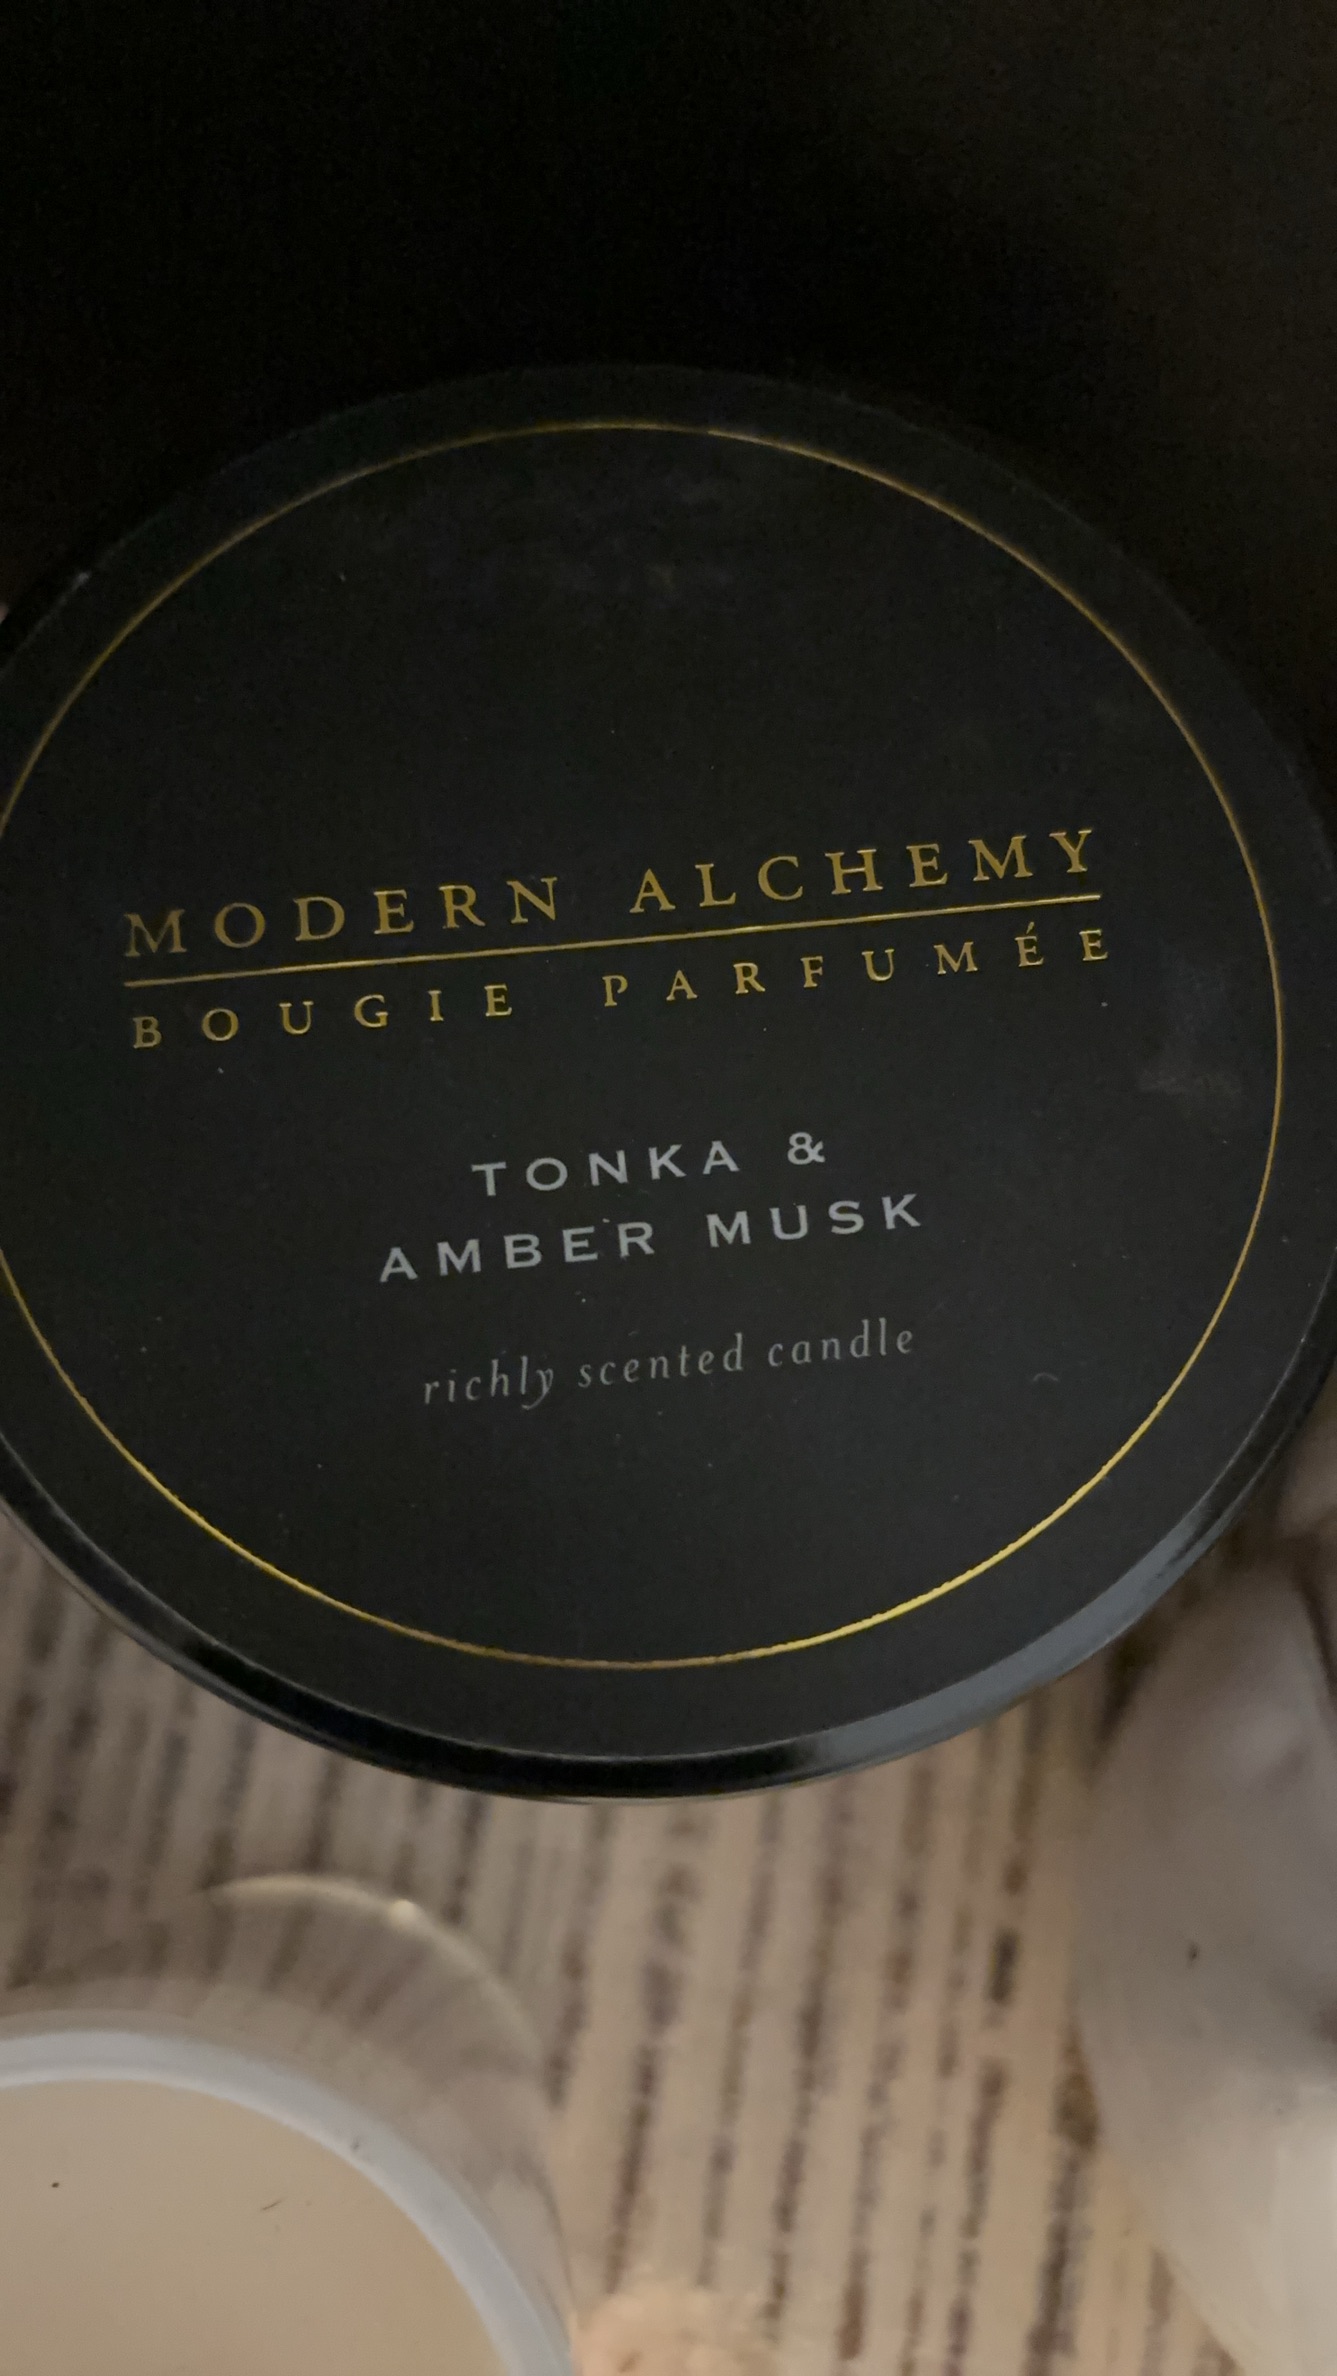 MODERN ALCHEMY
BOUGIE PARFUMÉE
TONKA &
AMBER MUSK
richly scented candle